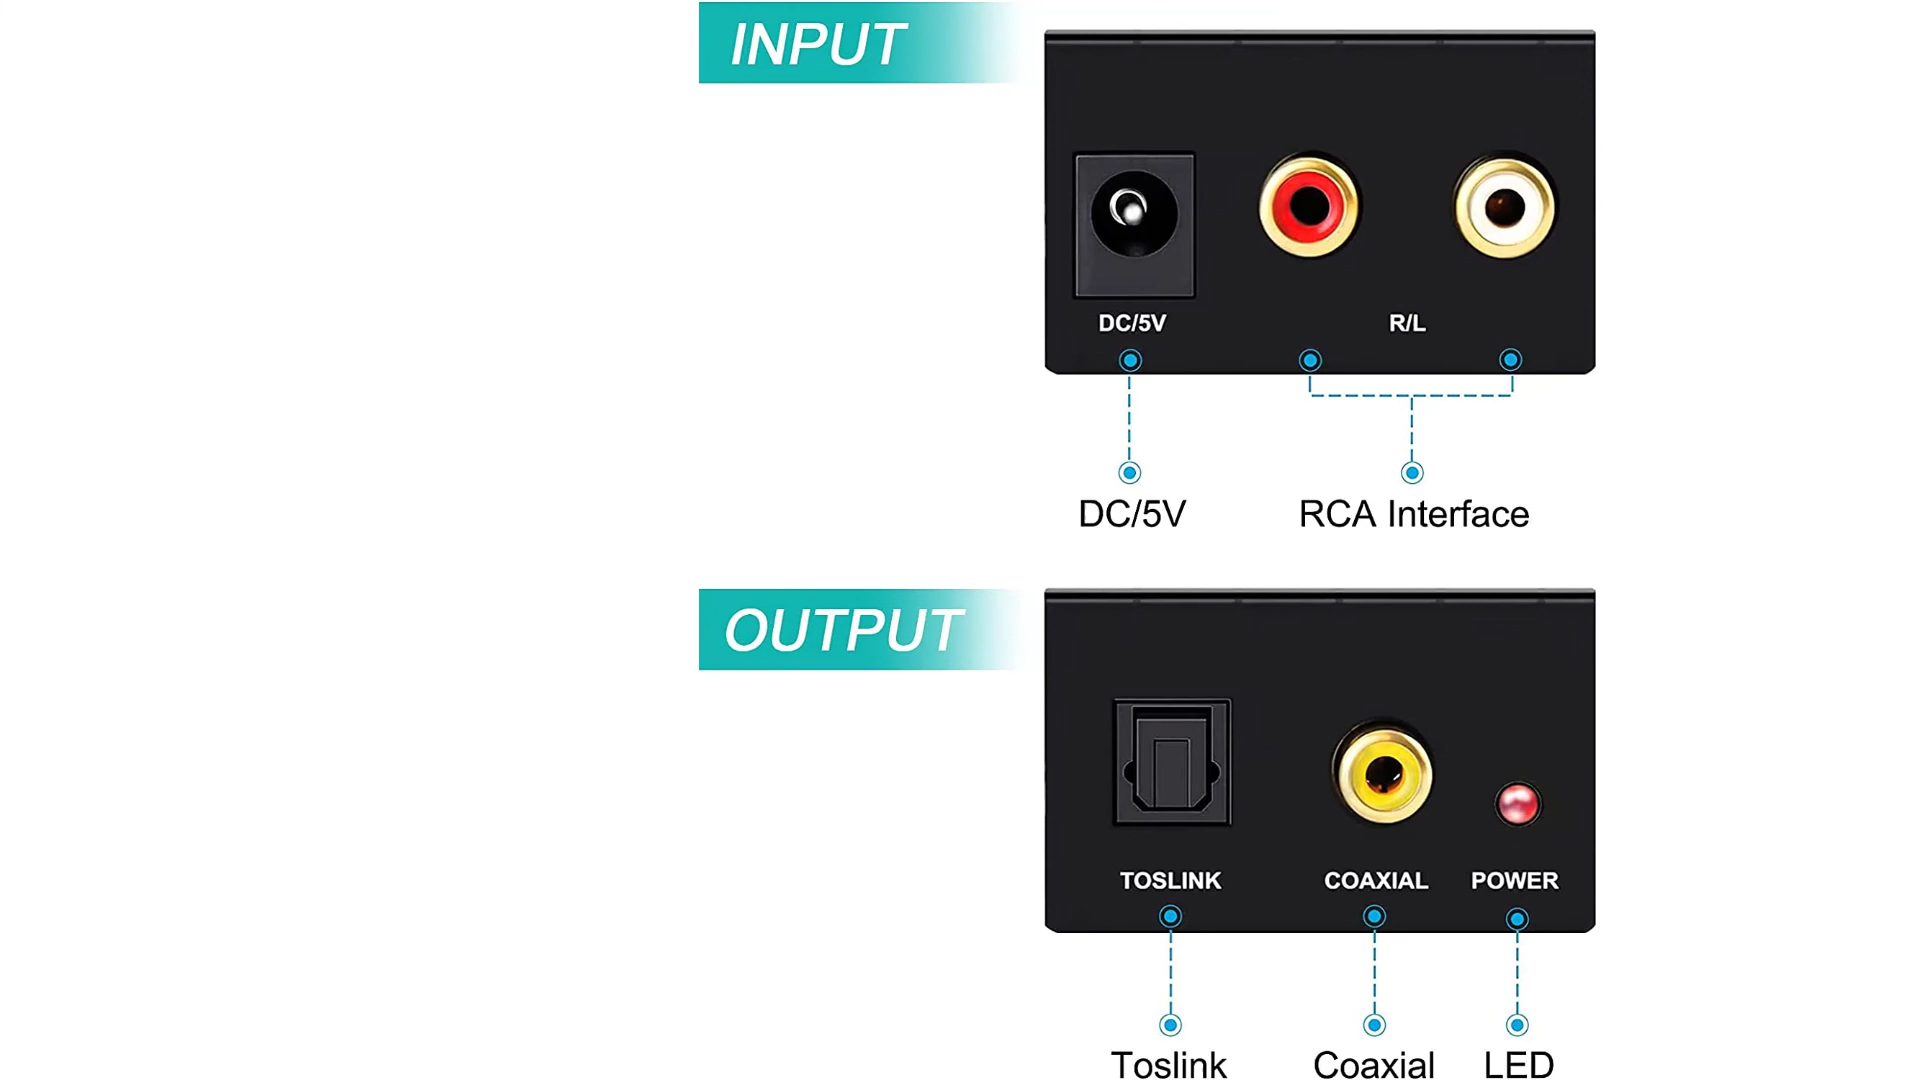 INPUT
DC/5V
R/L
DC/5V
RCA Interface
OUTPUT
TOSLINK
COAXIAL
POWER
Toslink
Coaxial
LED